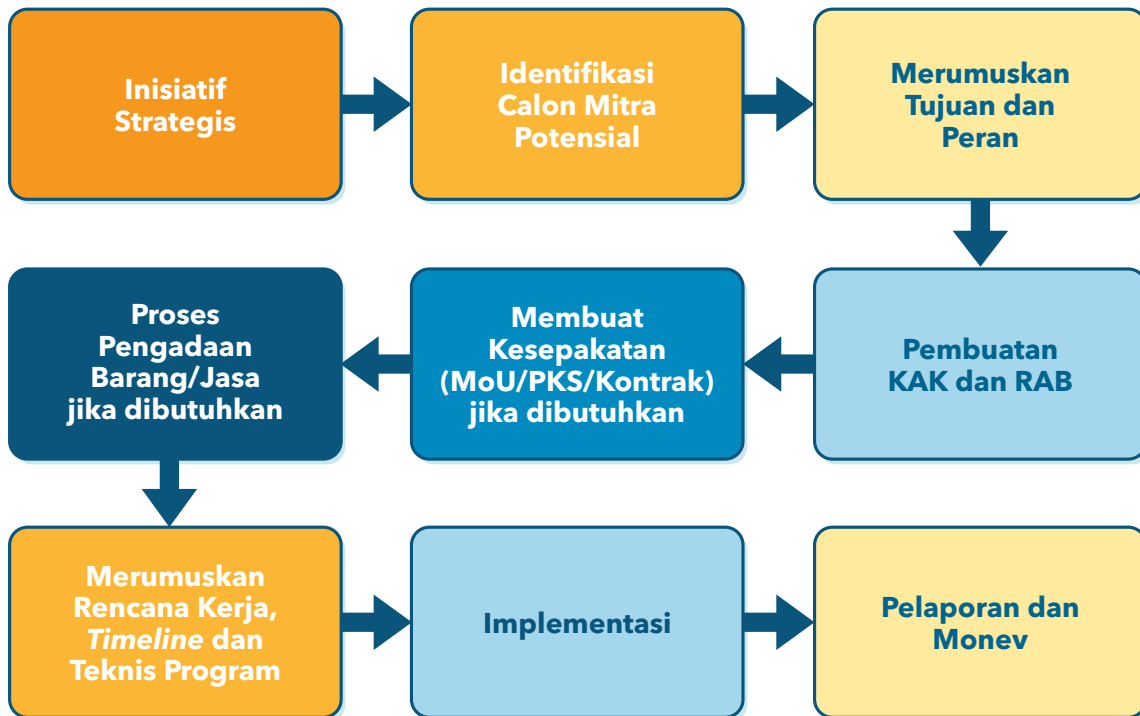 Inisiatif
Strategis
Identifikasi
Calon Mitra
Potensial
Merumuskan
Tujuan dan
Peran
Pembuatan
KAK dan RAB
Membuat
Kesepakatan
(MoU/PKS/Kontrak)
jika dibutuhkan
Proses
Pengadaan
Barang/Jasa
jika dibutuhkan
Merumuskan
Rencana Kerja,
Timeline dan
Teknis Program
Implementasi
Pelaporan dan
Monev